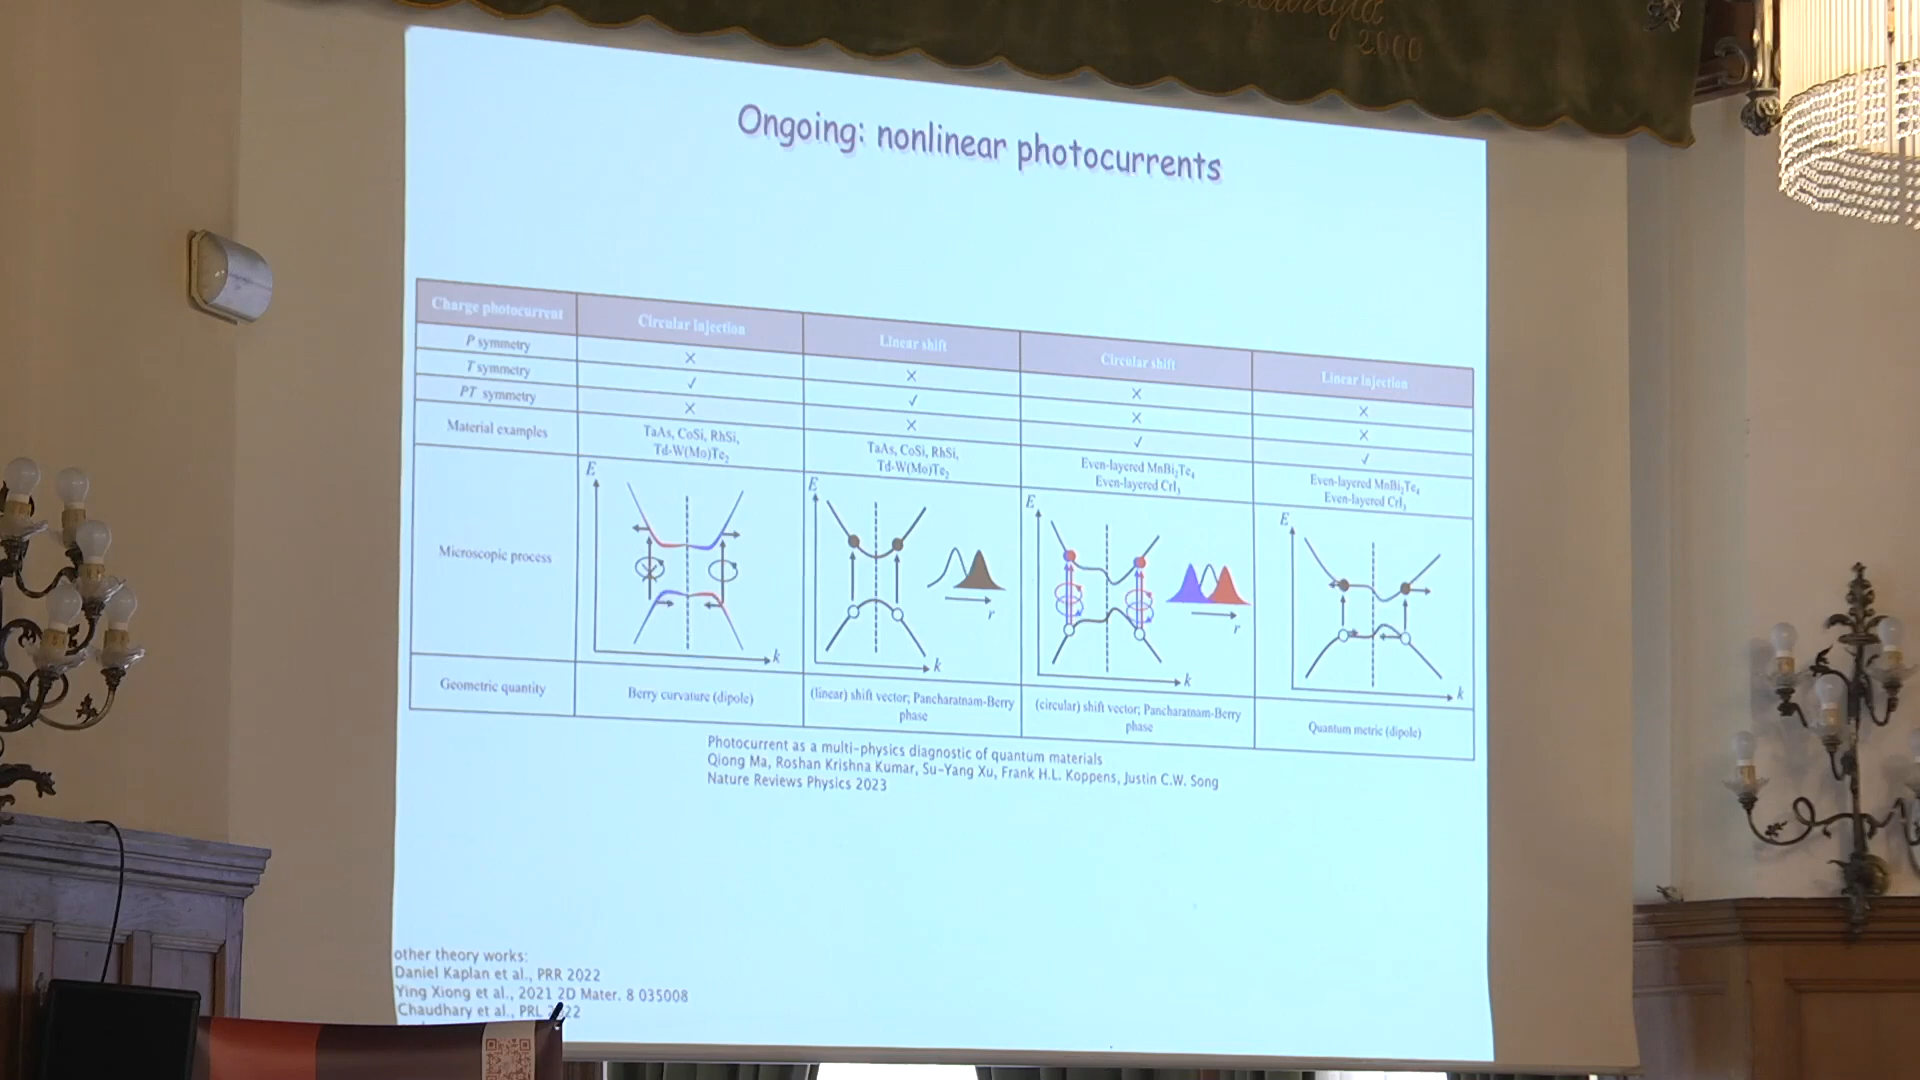 2000
Ongoing: nonlinear photocurrents
Charge photocurrent
Circular Injection
Linear shift
Circular shift
Linear Injection
P symmetry
×
×
×
×
T symmetry
✓
✓
×
×
PT symmetry
×
×
✓
✓
Material examples
TaAs, CoSi, RhSi,
Td-W(Mo)Te2
TaAs, CoSi, RhSi,
Td-W(Mo)Te2
Even-layered MnBi2Te4
Even-layered CrI3
Even-layered MnBi2Te4
Even-layered CrI3
Microscopic process
E
k
E
r
k
E
r
k
E
k
Geometric quantity
Berry curvature (dipole)
(linear) shift vector; Pancharatnam-Berry
phase
(circular) shift vector; Pancharatnam-Berry
phase
Quantum metric (dipole)
Photocurrent as a multi-physics diagnostic of quantum materials
Qiong Ma, Roshan Krishna Kumar, Su-Yang Xu, Frank H.L. Koppens, Justin C.W. Song
Nature Reviews Physics 2023
other theory works:
Daniel Kaplan et al., PRR 2022
Ying Xiong et al., 2021 2D Mater. 8 035008
Chaudhary et al., PRL 2022